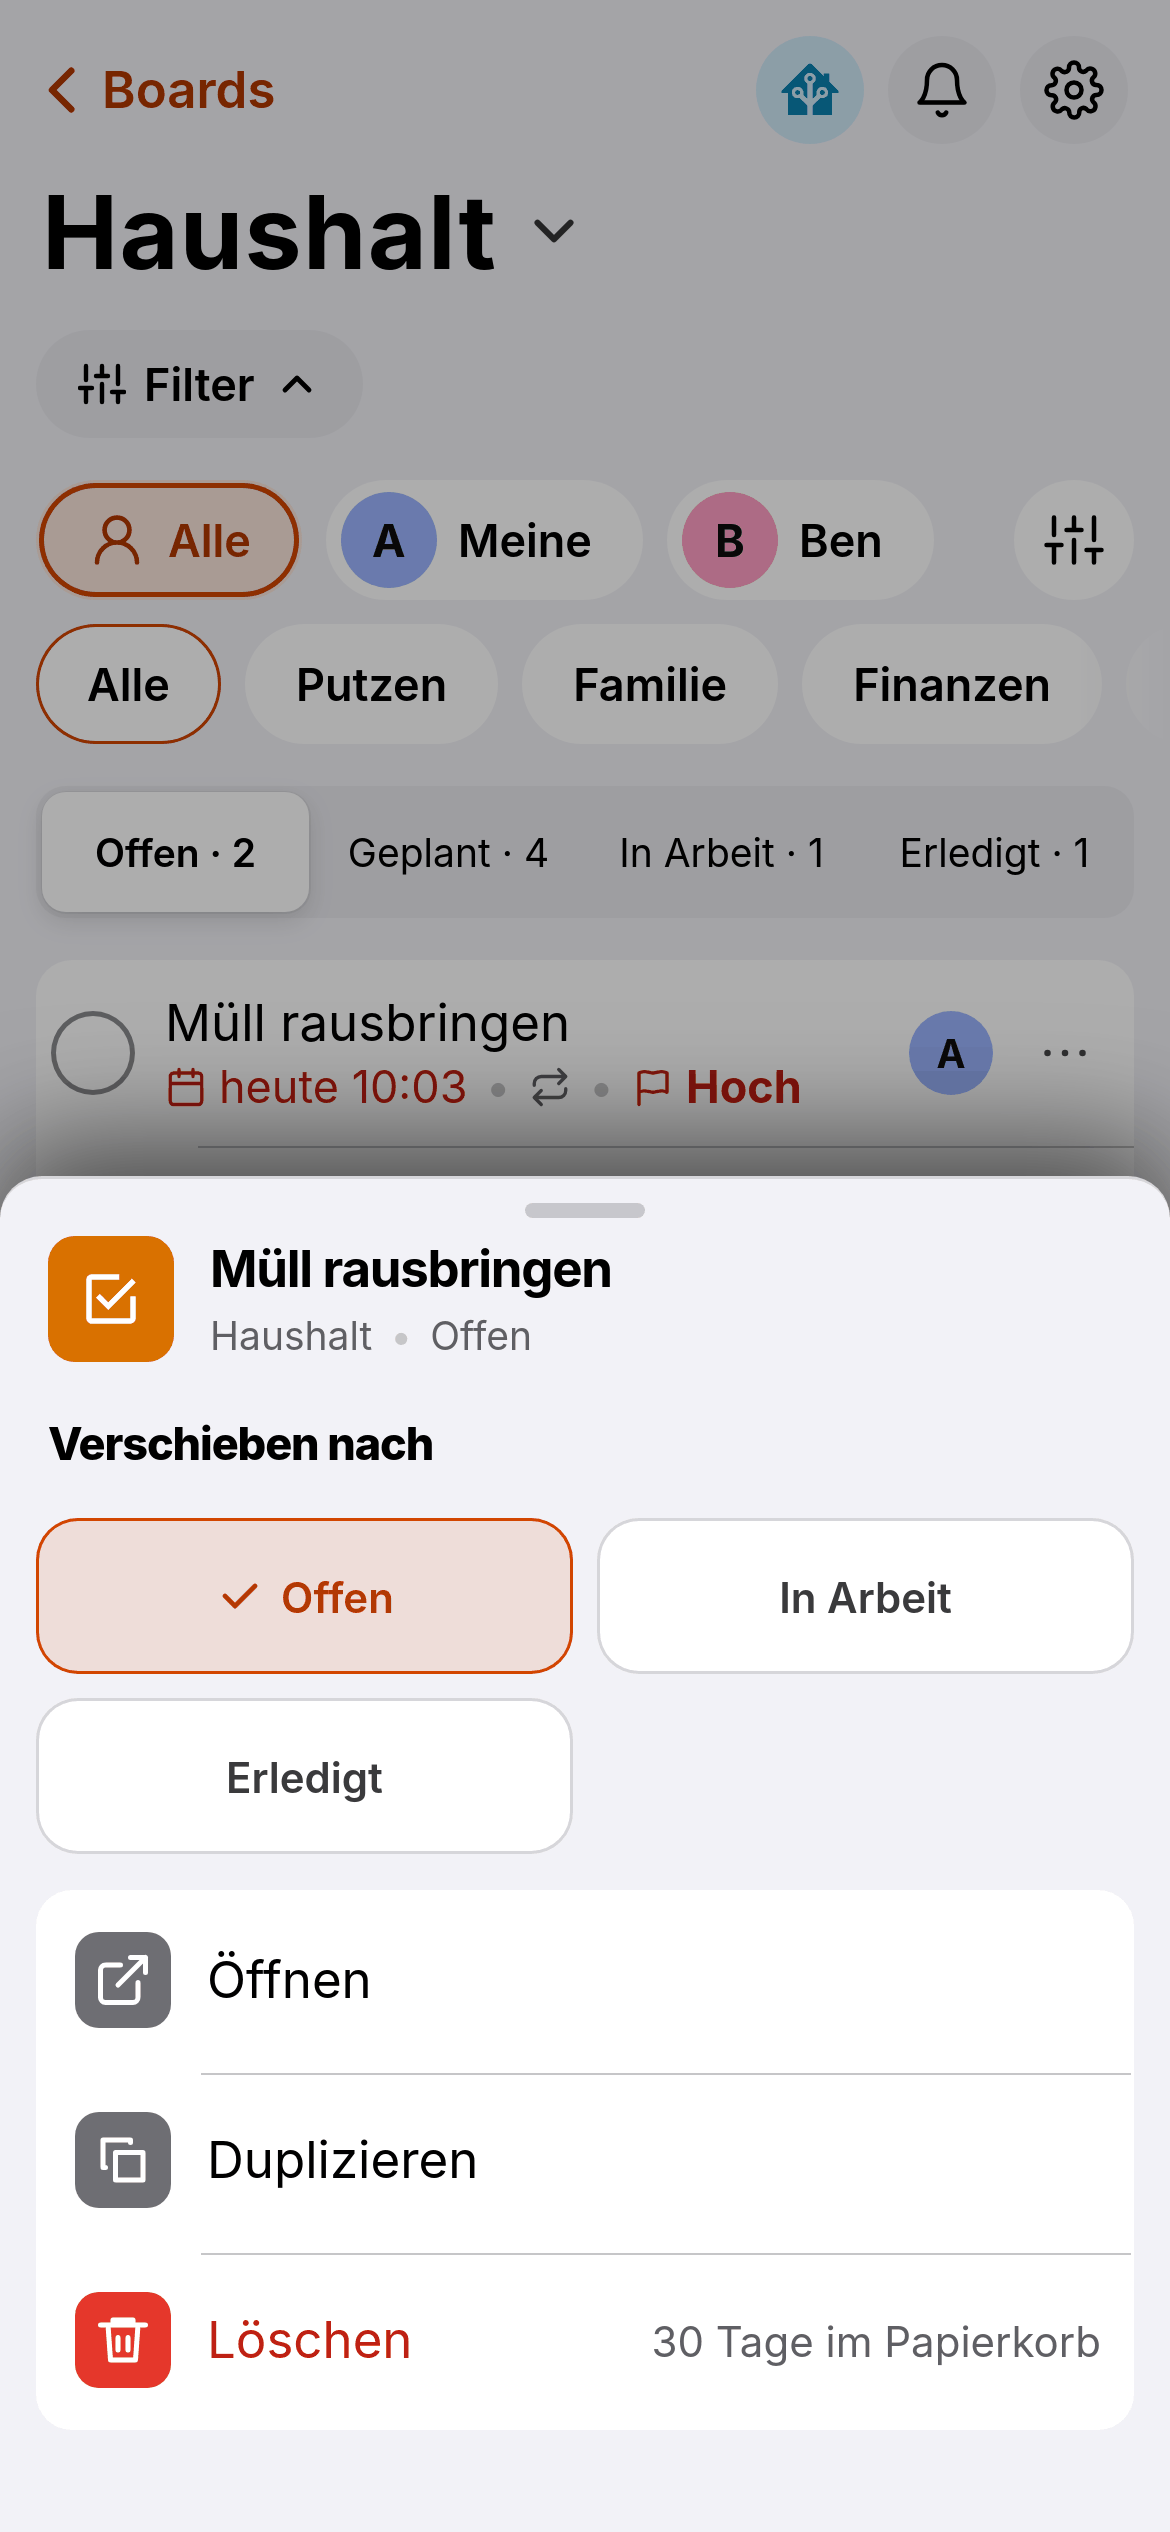 Boards
Haushalt
Filter
Alle
A Meine
B Ben
Alle
Putzen
Familie
Finanzen
Offen · 2
Geplant · 4
In Arbeit · 1
Erledigt · 1
Müll rausbringen
heute 10:03 • • Hoch
A
Müll rausbringen
Haushalt • Offen
Verschieben nach
Offen
In Arbeit
Erledigt
Öffnen
Duplizieren
Löschen
30 Tage im Papierkorb